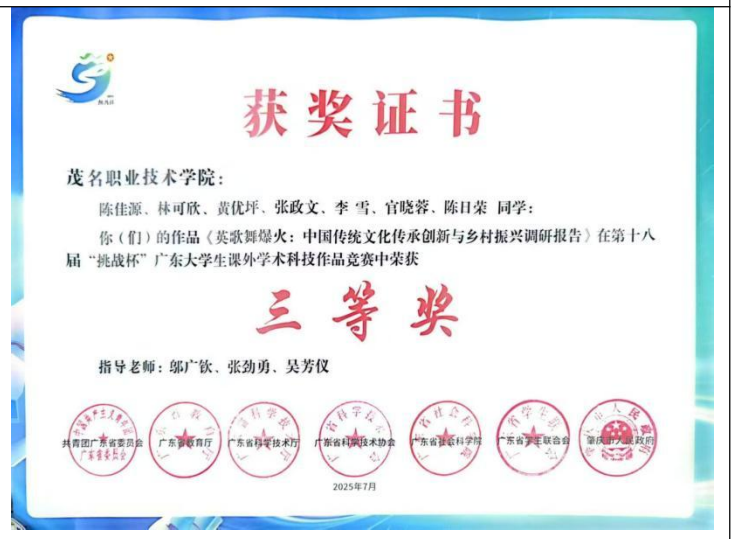 获奖证书
茂名职业技术学院：
陈佳源、林可欣、黄优坪、张政文、李 雪、官晓蓉、陈日荣 同学：
你（们）的作品《英歌舞爆火：中国传统文化传承创新与乡村振兴调研报告》在第十八
届“挑战杯”广东大学生课外学术科技作品竞赛中荣获
三等奖
指导老师：邬广钦、张劲勇、吴芳仪
共青团广东省委员会 广东省教育厅 广东省科学技术厅 广东省科学技术协会 广东省社会科学院 广东省学生联合会 肇庆市人民政府
2025年7月